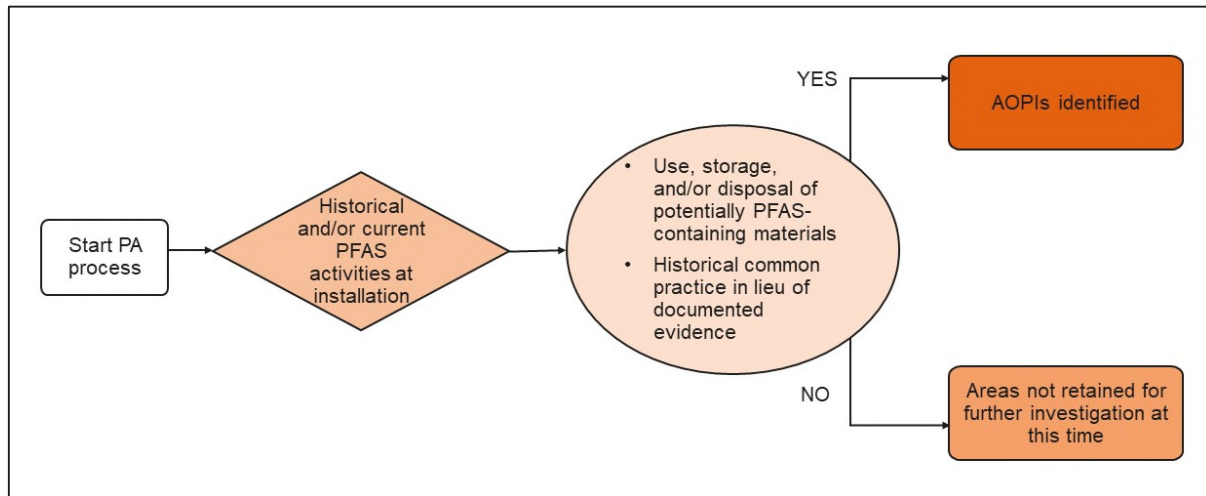 Start PA
process
Historical
and/or current
PFAS
activities at
installation
• Use, storage,
and/or disposal of
potentially PFAS-
containing materials
• Historical common
practice in lieu of
documented
evidence
YES
AOPIs identified
NO
Areas not retained for
further investigation at
this time